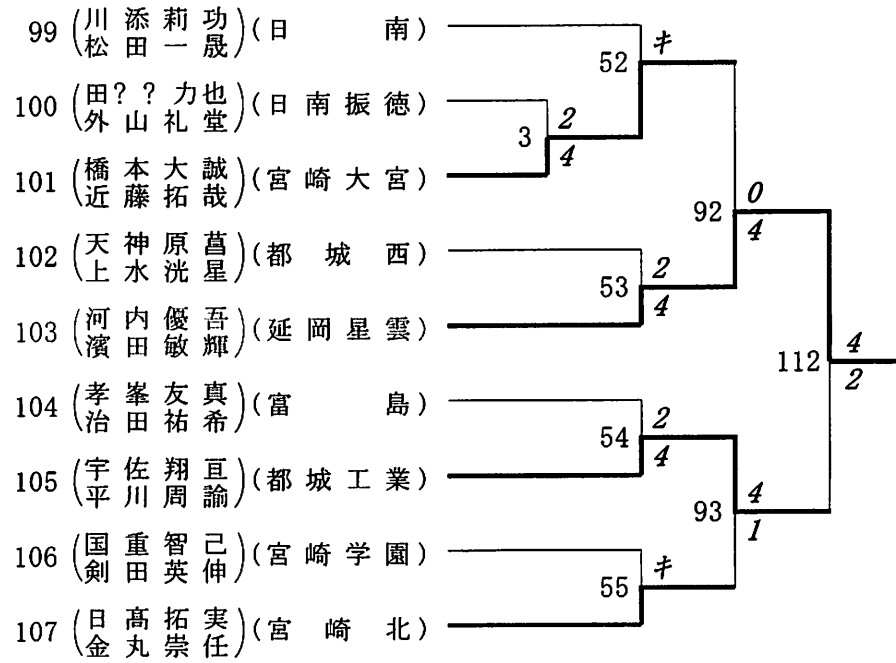 99 (川添莉功 松田一晟) (日南)
100 (田??力也 外山礼堂) (日南振徳)
101 (橋本大誠 近藤拓哉) (宮崎大宮)
102 (天神原菖 上水洸星) (都城西)
103 (河内優吾 濱田敏輝) (延岡星雲)
104 (孝峯友真 治田祐希) (富島)
105 (宇佐翔亘 平川周諭) (都城工業)
106 (国重智己 剣田英伸) (宮崎学園)
107 (日髙拓実 金丸崇任) (宮崎北)
52 キ
3 2 4
92 0 4
53 2 4
112 4 2
54 2 4
93 4 1
55 キ